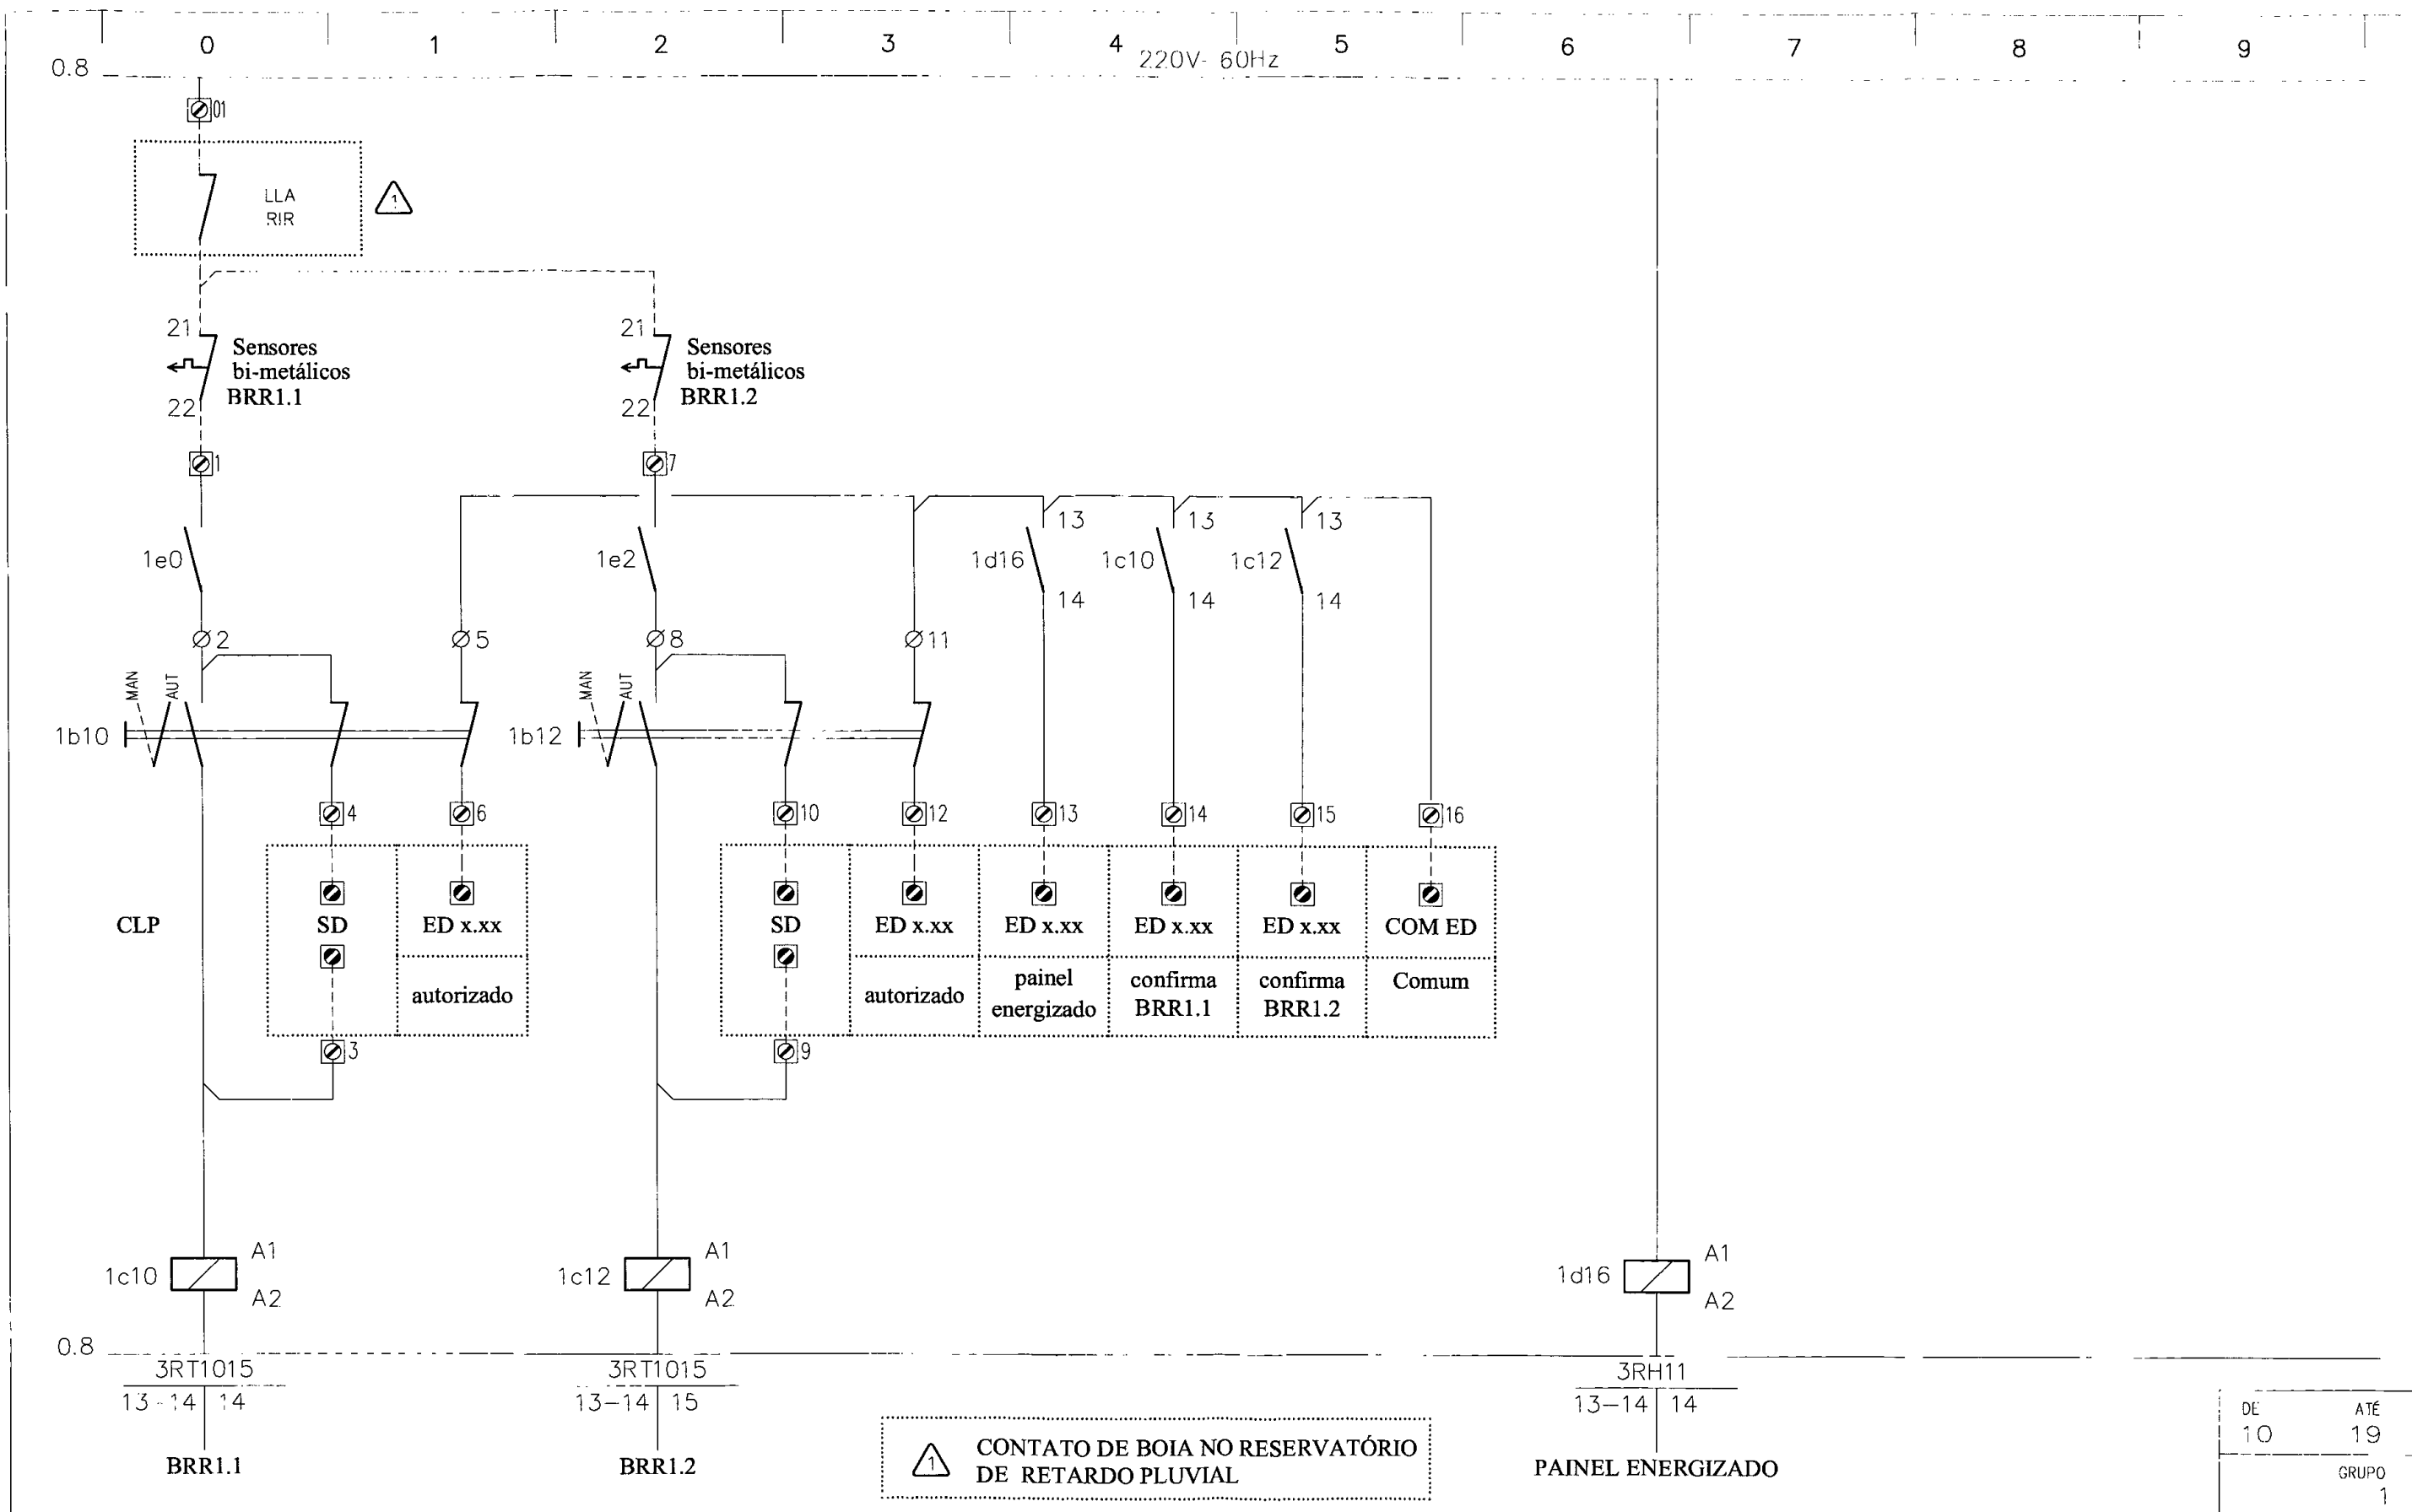 0 1 2 3 4 5 6 7 8 9
220V- 60Hz
0.8
01
LLA
RIR
1
21 21
Sensores Sensores
bi-metálicos bi-metálicos
BRR1.1 BRR1.2
22 22
1 7
13 13 13
1e0 1e2 1d16 1c10 1c12
14 14 14
2 5 8 11
MAN AUT MAN AUT
1b10 1b12
4 6 10 12 13 14 15 16
CLP SD ED x.xx SD ED x.xx ED x.xx ED x.xx ED x.xx COM ED
autorizado autorizado painel energizado confirma BRR1.1 confirma BRR1.2 Comum
3 9
A1 A1 A1
1c10 1c12 1d16
A2 A2 A2
0.8
3RT1015 3RT1015 3RH11
13-14 14 13-14 15 13-14 14
BRR1.1 BRR1.2 PAINEL ENERGIZADO
1 CONTATO DE BOIA NO RESERVATÓRIO
DE RETARDO PLUVIAL
DE ATÉ
10 19
GRUPO
1